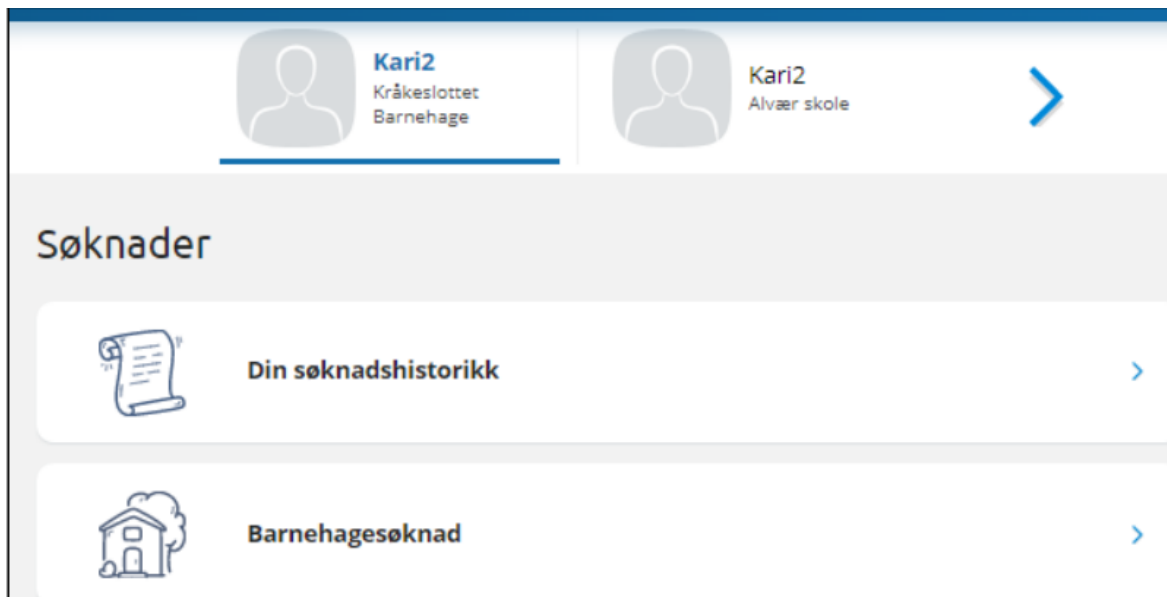 Kari2
Kråkeslottet
Barnehage
Kari2
Alvær skole
Søknader
Din søknadshistorikk
Barnehagesøknad